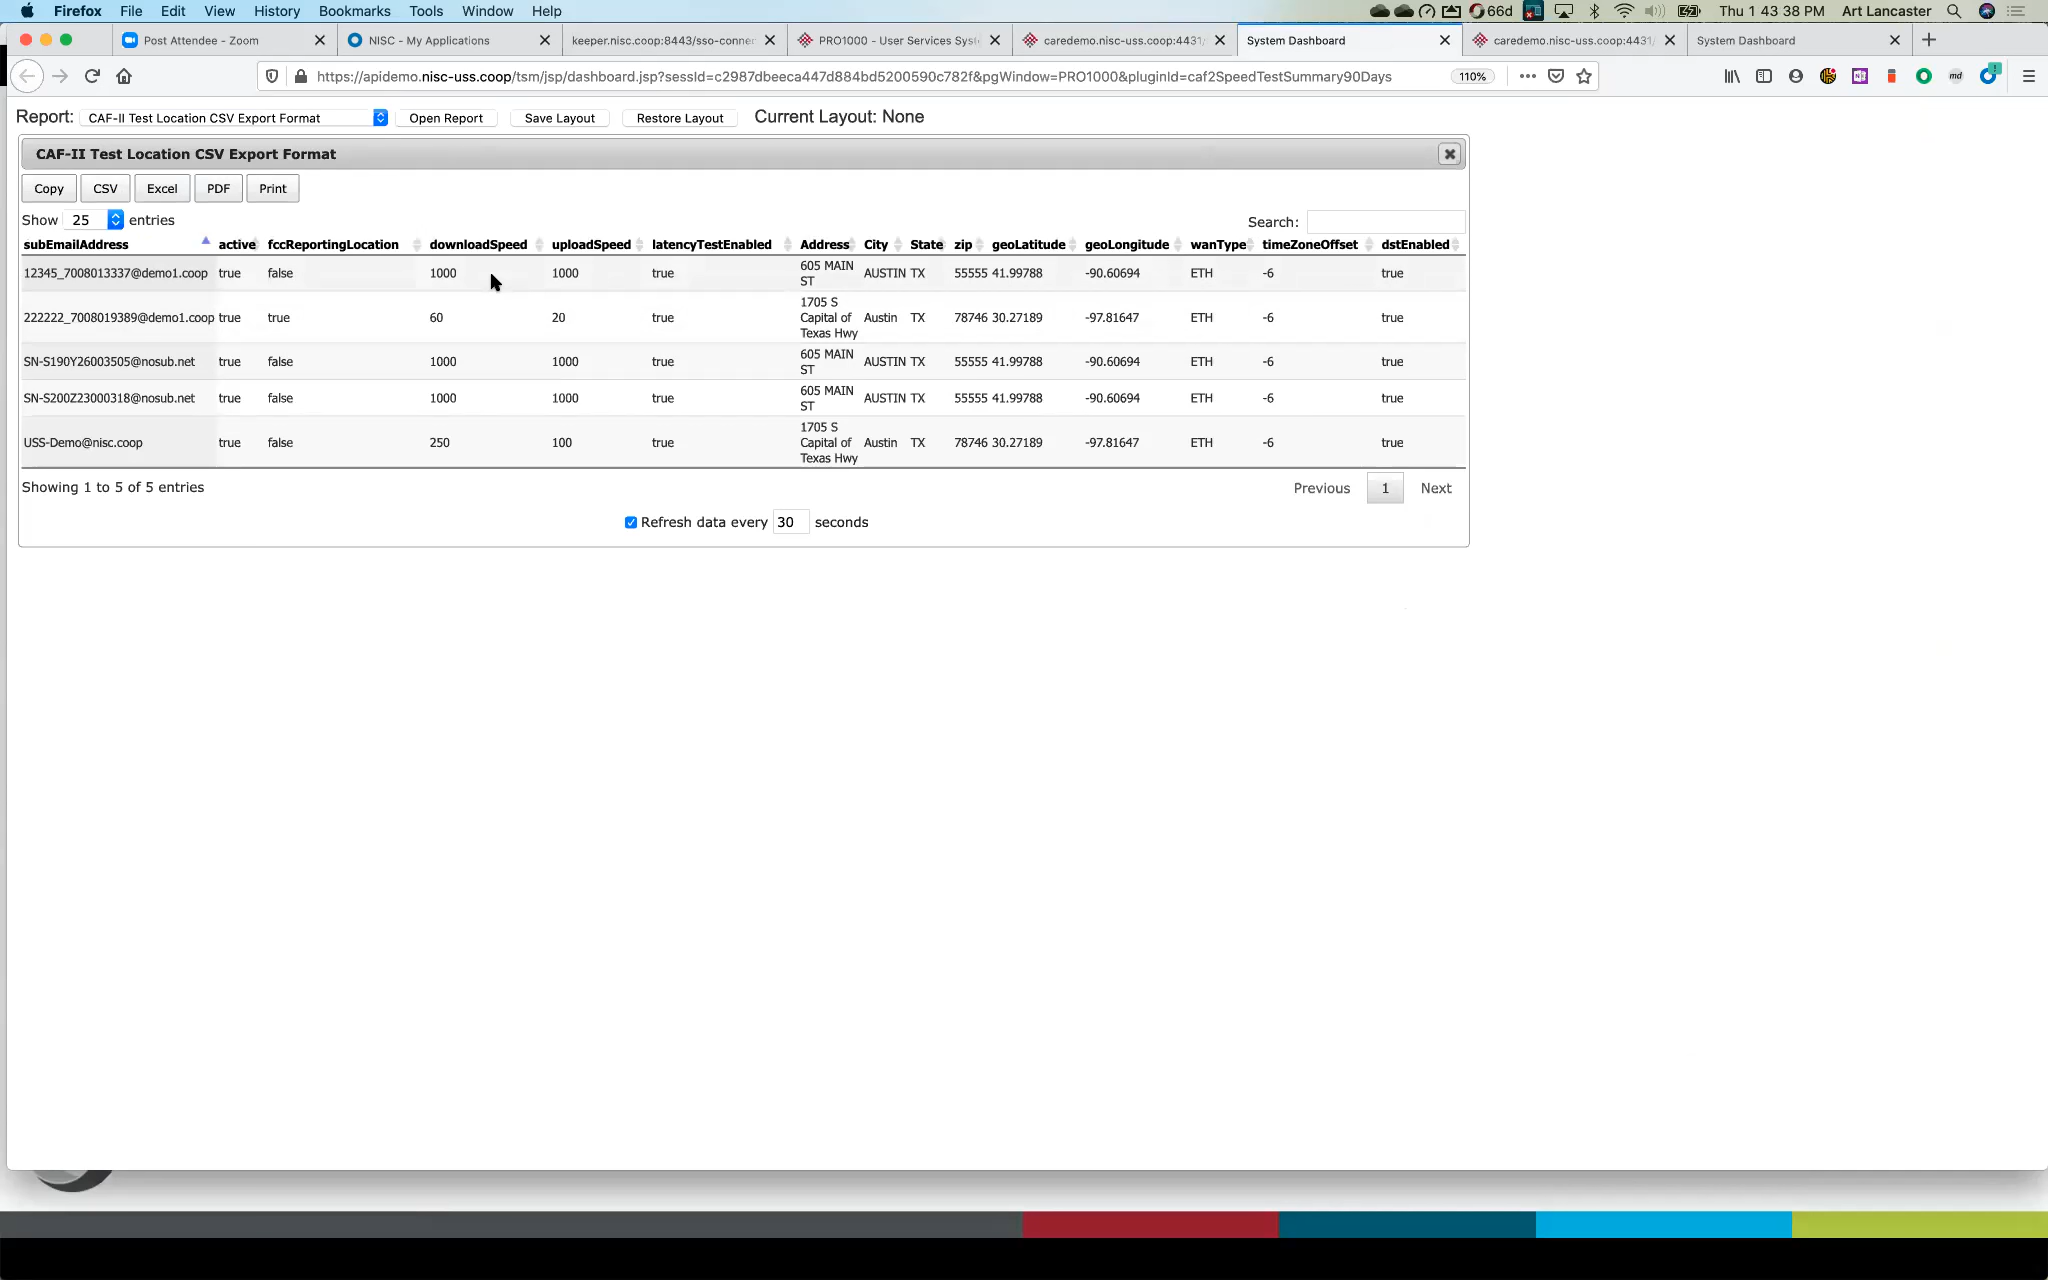 Firefox File Edit View History Bookmarks Tools Window Help 66d Thu 1 43 38 PM Art Lancaster
Post Attendee - Zoom NISC - My Applications keeper.nisc.coop:8443/sso-connec PRO1000 - User Services Syst caredemo.nisc-uss.coop:4431/ System Dashboard caredemo.nisc-uss.coop:4431/ System Dashboard
https://apidemo.nisc-uss.coop/tsm/jsp/dashboard.jsp?sessId=c2987dbeeca447d884bd5200590c782f&pgWindow=PRO1000&pluginId=caf2SpeedTestSummary90Days 110%
Report: CAF-II Test Location CSV Export Format Open Report Save Layout Restore Layout Current Layout: None
CAF-II Test Location CSV Export Format
Copy CSV Excel PDF Print
Show 25 entries Search:
subEmailAddress active fccReportingLocation downloadSpeed uploadSpeed latencyTestEnabled Address City State zip geoLatitude geoLongitude wanType timeZoneOffset dstEnabled
12345_7008013337@demo1.coop true false 1000 1000 true 605 MAIN ST AUSTIN TX 55555 41.99788 -90.60694 ETH -6 true
222222_7008019389@demo1.coop true true 60 20 true 1705 S Capital of Texas Hwy Austin TX 78746 30.27189 -97.81647 ETH -6 true
SN-S190Y26003505@nosub.net true false 1000 1000 true 605 MAIN ST AUSTIN TX 55555 41.99788 -90.60694 ETH -6 true
SN-S200Z23000318@nosub.net true false 1000 1000 true 605 MAIN ST AUSTIN TX 55555 41.99788 -90.60694 ETH -6 true
USS-Demo@nisc.coop true false 250 100 true 1705 S Capital of Texas Hwy Austin TX 78746 30.27189 -97.81647 ETH -6 true
Showing 1 to 5 of 5 entries Previous 1 Next
Refresh data every 30 seconds